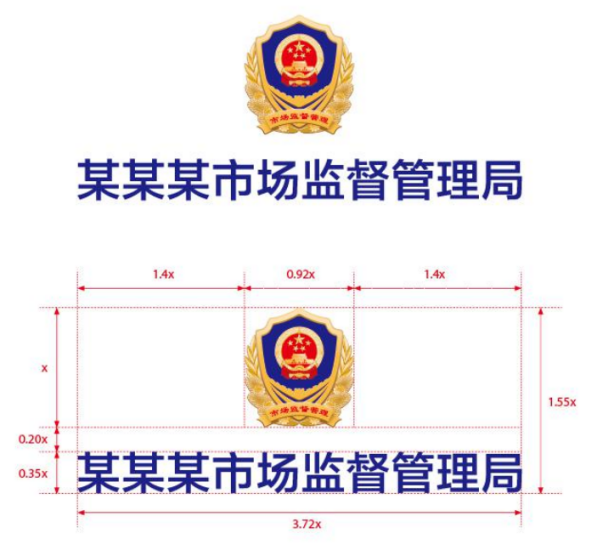 市场监督管理
某某某市场监督管理局
1.4x 0.92x 1.4x
x
市场监督管理
1.55x
0.20x
0.35x
某某某市场监督管理局
3.72x